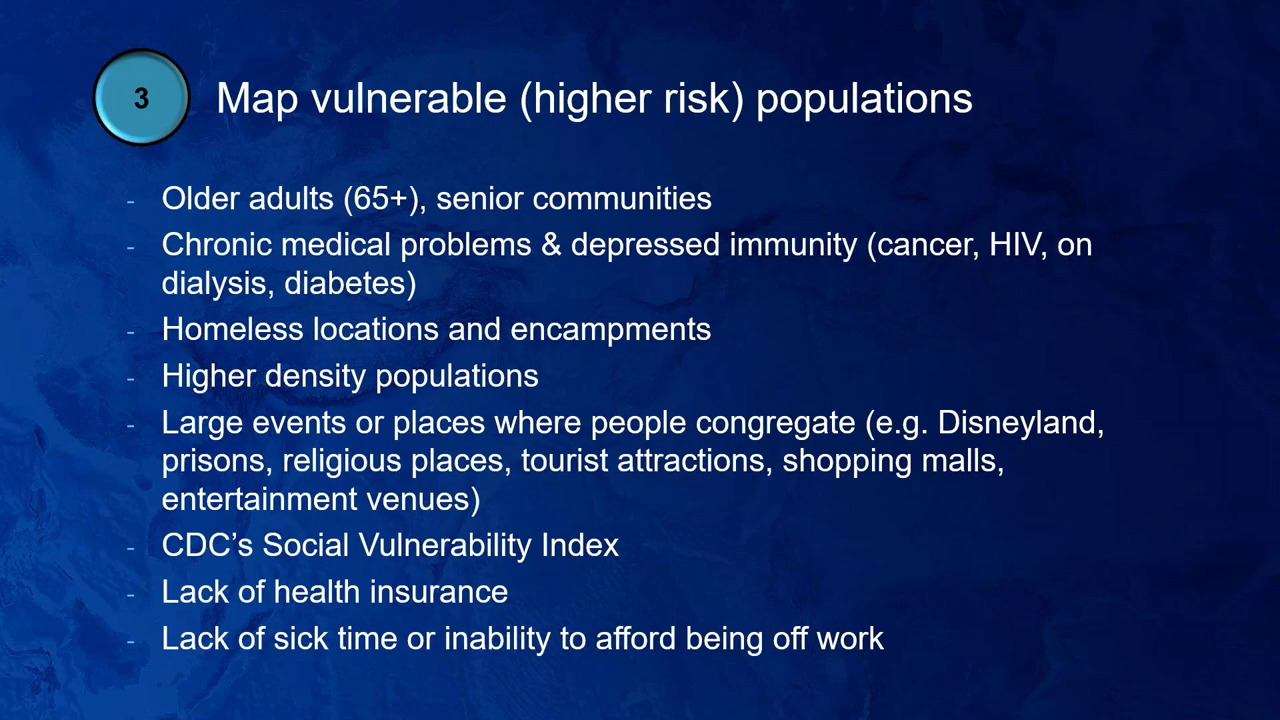 3
Map vulnerable (higher risk) populations
- Older adults (65+), senior communities
- Chronic medical problems & depressed immunity (cancer, HIV, on
dialysis, diabetes)
- Homeless locations and encampments
- Higher density populations
- Large events or places where people congregate (e.g. Disneyland,
prisons, religious places, tourist attractions, shopping malls,
entertainment venues)
- CDC’s Social Vulnerability Index
- Lack of health insurance
- Lack of sick time or inability to afford being off work